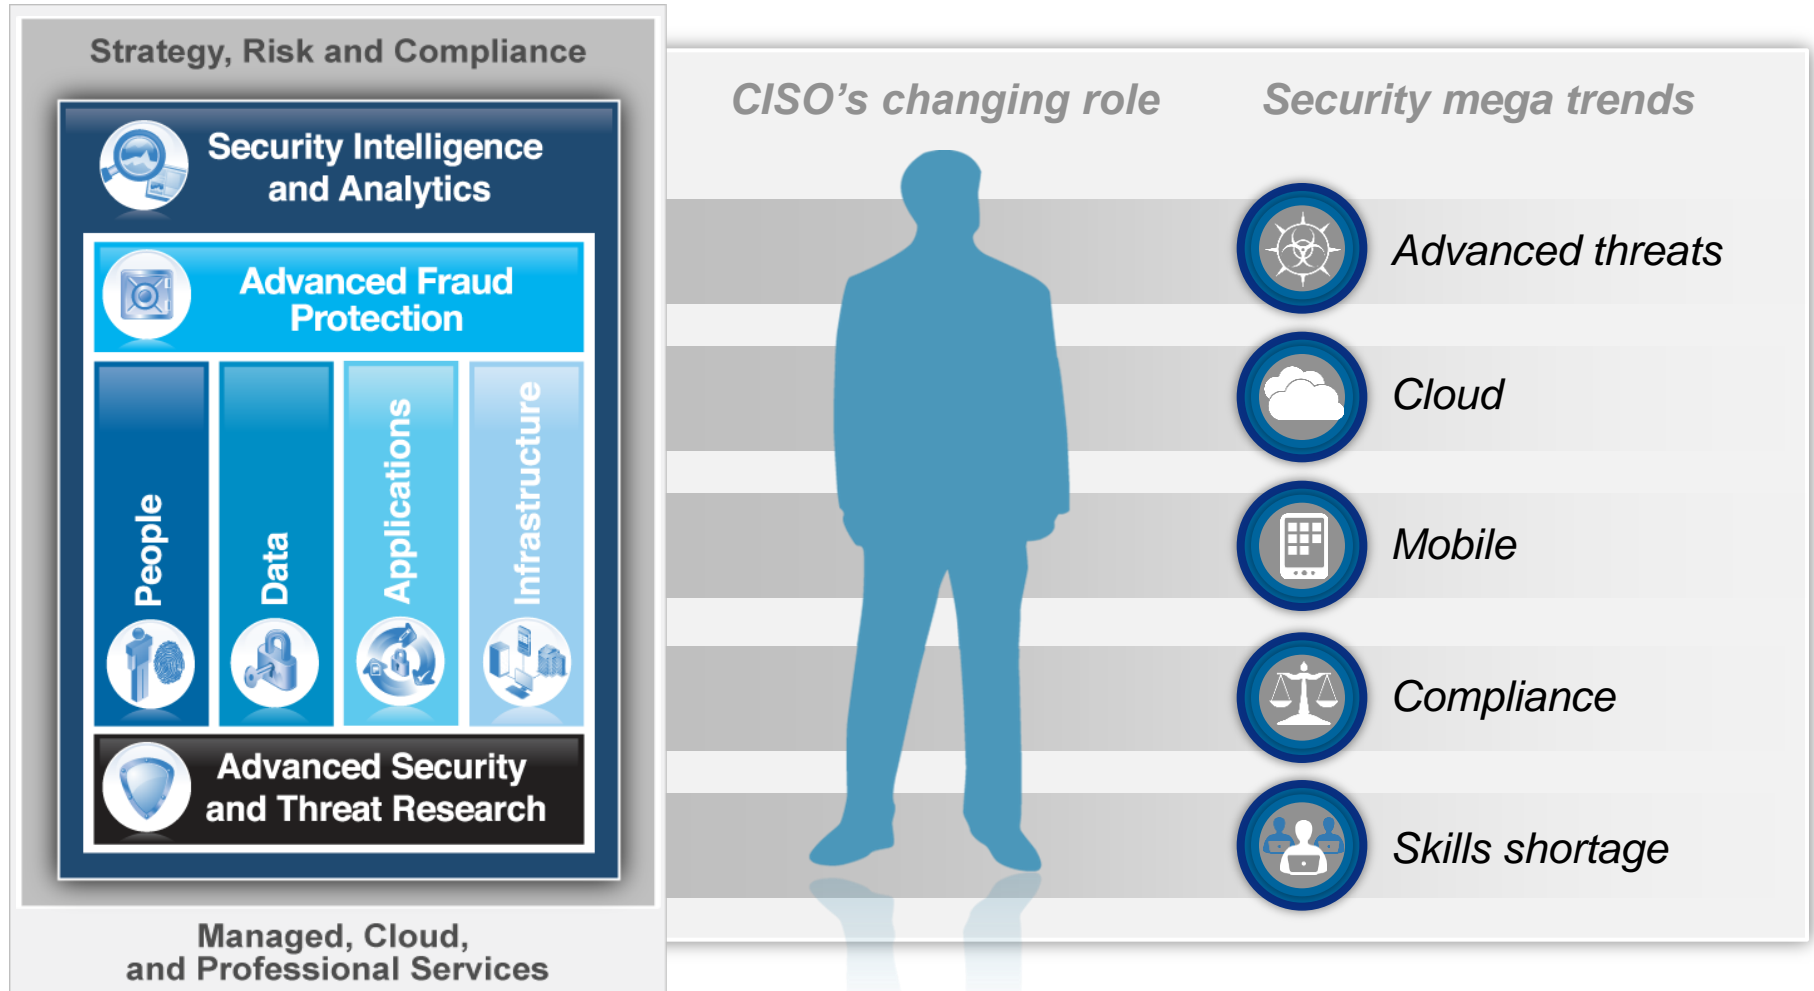 Strategy, Risk and Compliance
Security Intelligence
and Analytics
Advanced Fraud
Protection
People
Data
Applications
Infrastructure
Advanced Security
and Threat Research
Managed, Cloud,
and Professional Services
CISO’s changing role
Security mega trends
Advanced threats
Cloud
Mobile
Compliance
Skills shortage